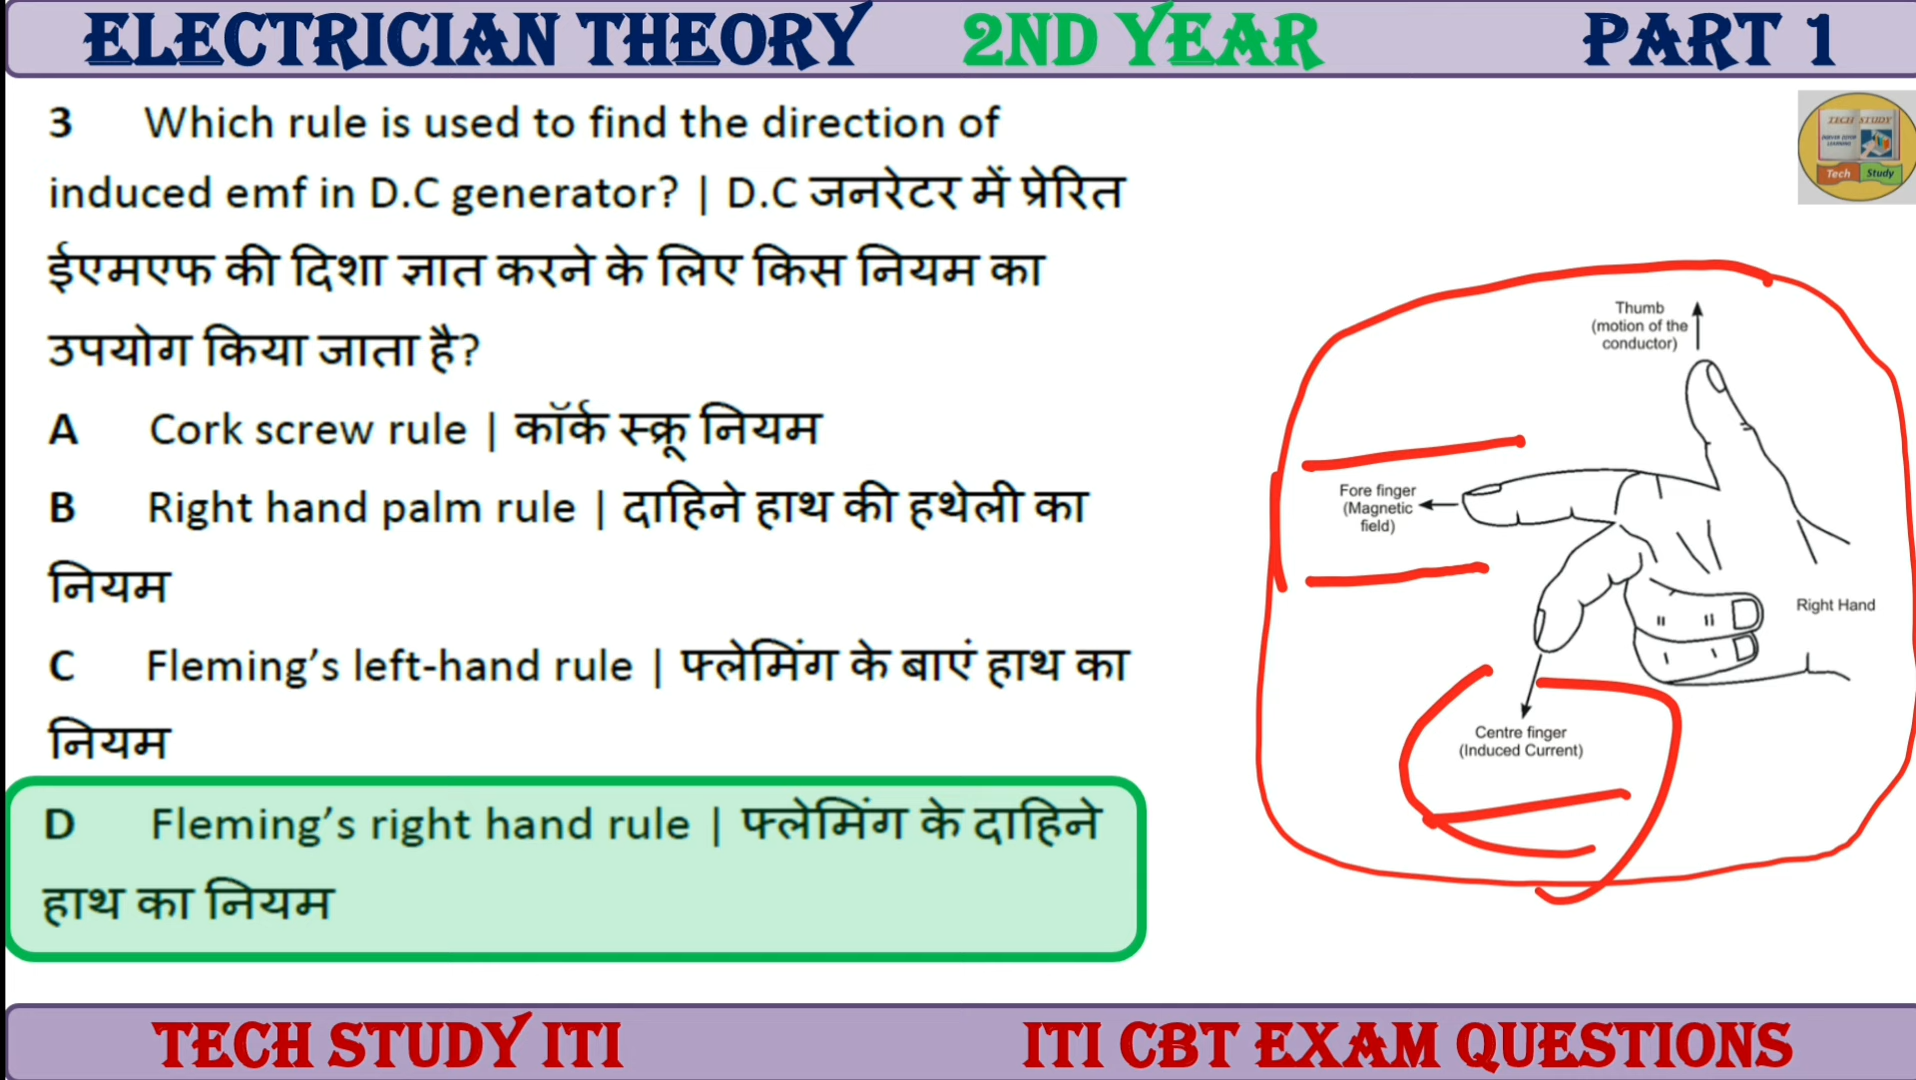 ELECTRICIAN THEORY 2ND YEAR PART 1
3 Which rule is used to find the direction of
induced emf in D.C generator? | D.C जनरेटर में प्रेरित
ईएमएफ की दिशा ज्ञात करने के लिए किस नियम का
उपयोग किया जाता है?
A Cork screw rule | कॉर्क स्क्रू नियम
B Right hand palm rule | दाहिने हाथ की हथेली का
नियम
C Fleming’s left-hand rule | फ्लेमिंग के बाएं हाथ का
नियम
D Fleming’s right hand rule | फ्लेमिंग के दाहिने
हाथ का नियम
TECH STUDY
Tech Study
Thumb
(motion of the
conductor)
Fore finger
(Magnetic
field)
Right Hand
Centre finger
(Induced Current)
TECH STUDY ITI ITI CBT EXAM QUESTIONS